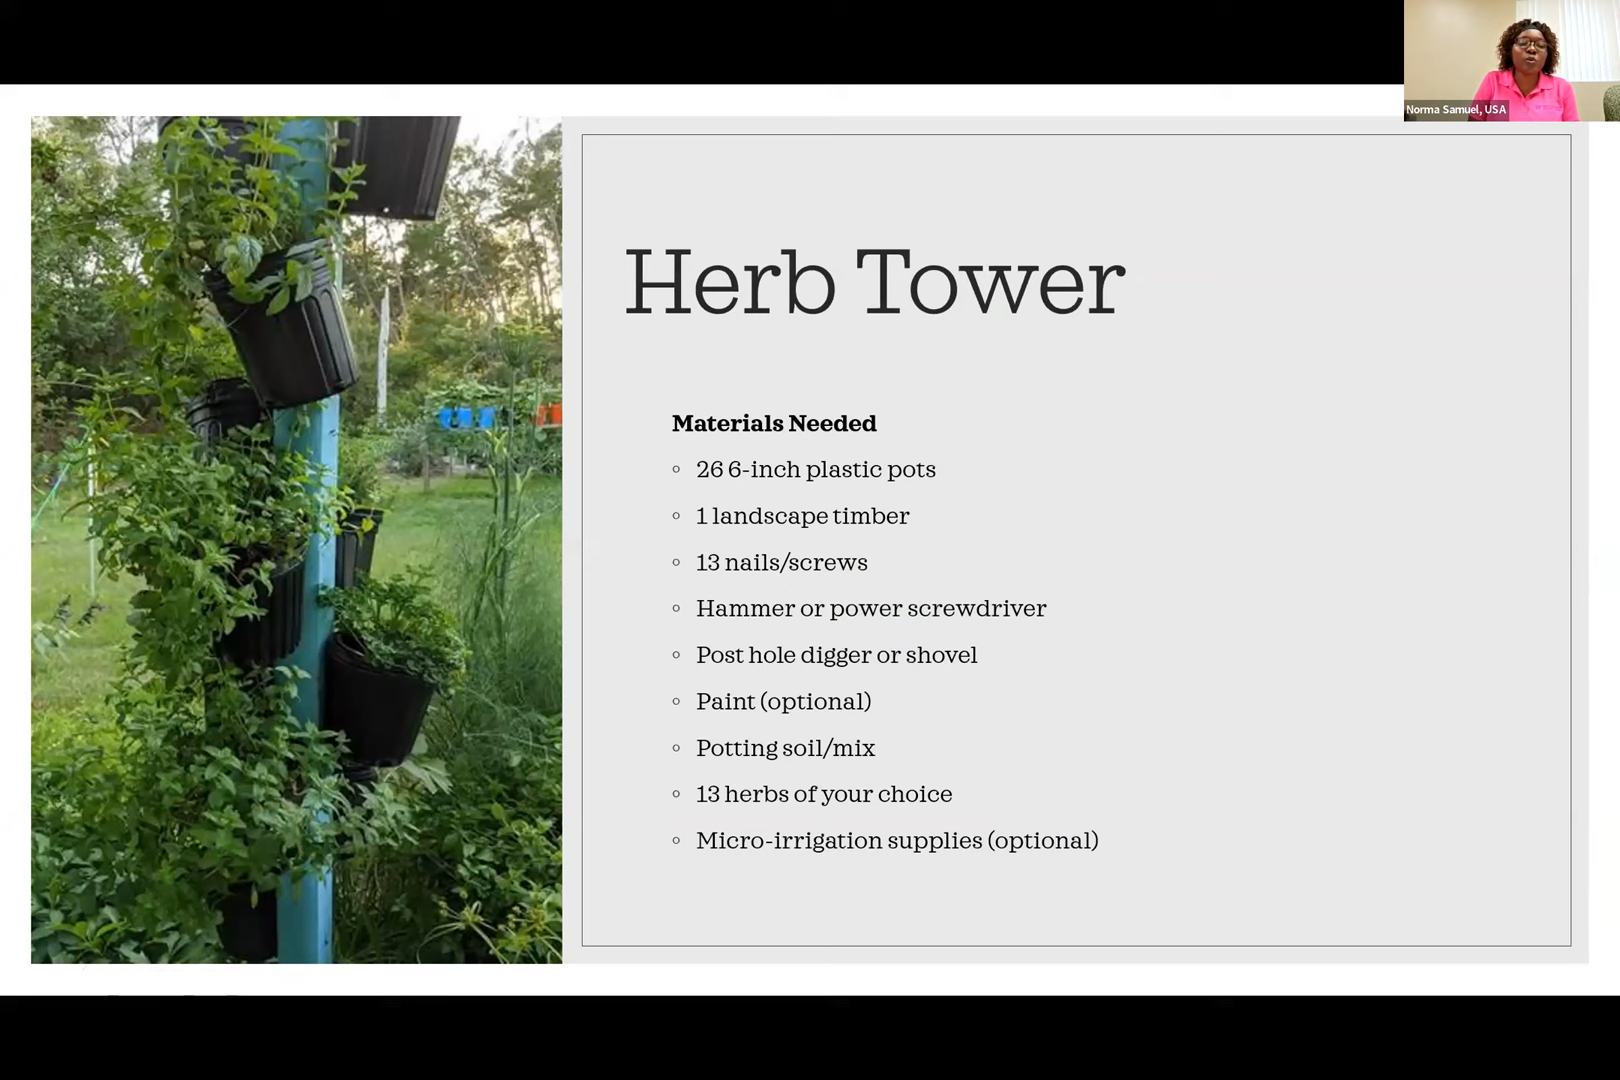 Norma Samuel, USA
Herb Tower
Materials Needed
◦ 26 6-inch plastic pots
◦ 1 landscape timber
◦ 13 nails/screws
◦ Hammer or power screwdriver
◦ Post hole digger or shovel
◦ Paint (optional)
◦ Potting soil/mix
◦ 13 herbs of your choice
◦ Micro-irrigation supplies (optional)